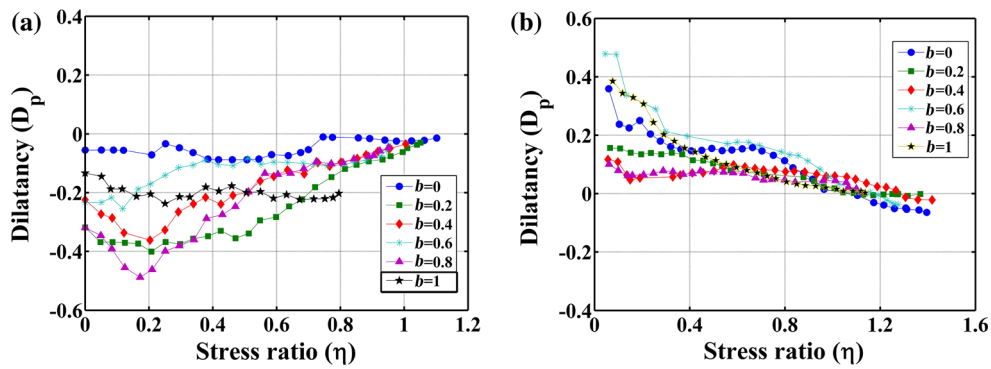 (a)
0.4
0.2
0
-0.2
-0.4
-0.6
Dilatancy (Dp)
0 0.2 0.4 0.6 0.8 1 1.2
Stress ratio (η)
b=0
b=0.2
b=0.4
b=0.6
b=0.8
b=1
(b)
0.6
0.4
0.2
0
-0.2
-0.4
Dilatancy (Dp)
0 0.4 0.8 1.2 1.6
Stress ratio (η)
b=0
b=0.2
b=0.4
b=0.6
b=0.8
b=1